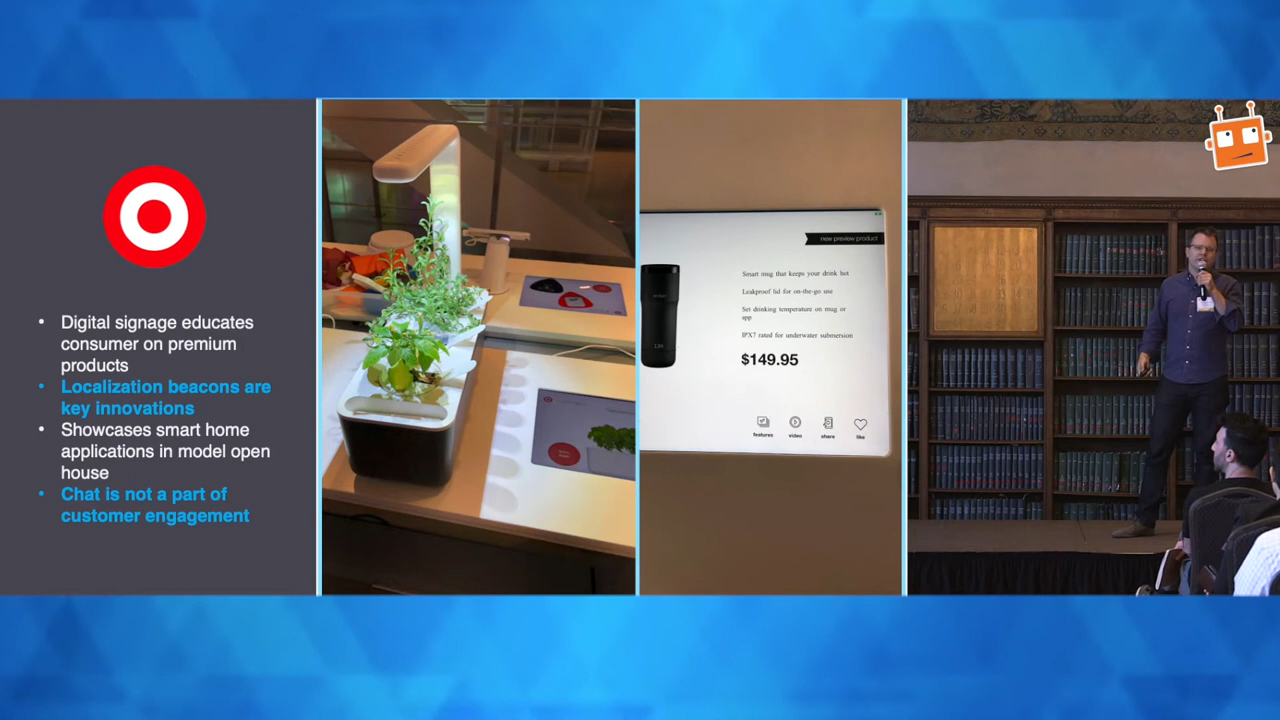 • Digital signage educates
consumer on premium
products
• Localization beacons are
key innovations
• Showcases smart home
applications in model open
house
• Chat is not a part of
customer engagement
new preview product
Smart mug that keeps your drink hot
Leakproof lid for on-the-go use
Set drinking temperature on mug or
app
IPX7 rated for underwater submersion
$149.95
features video share like